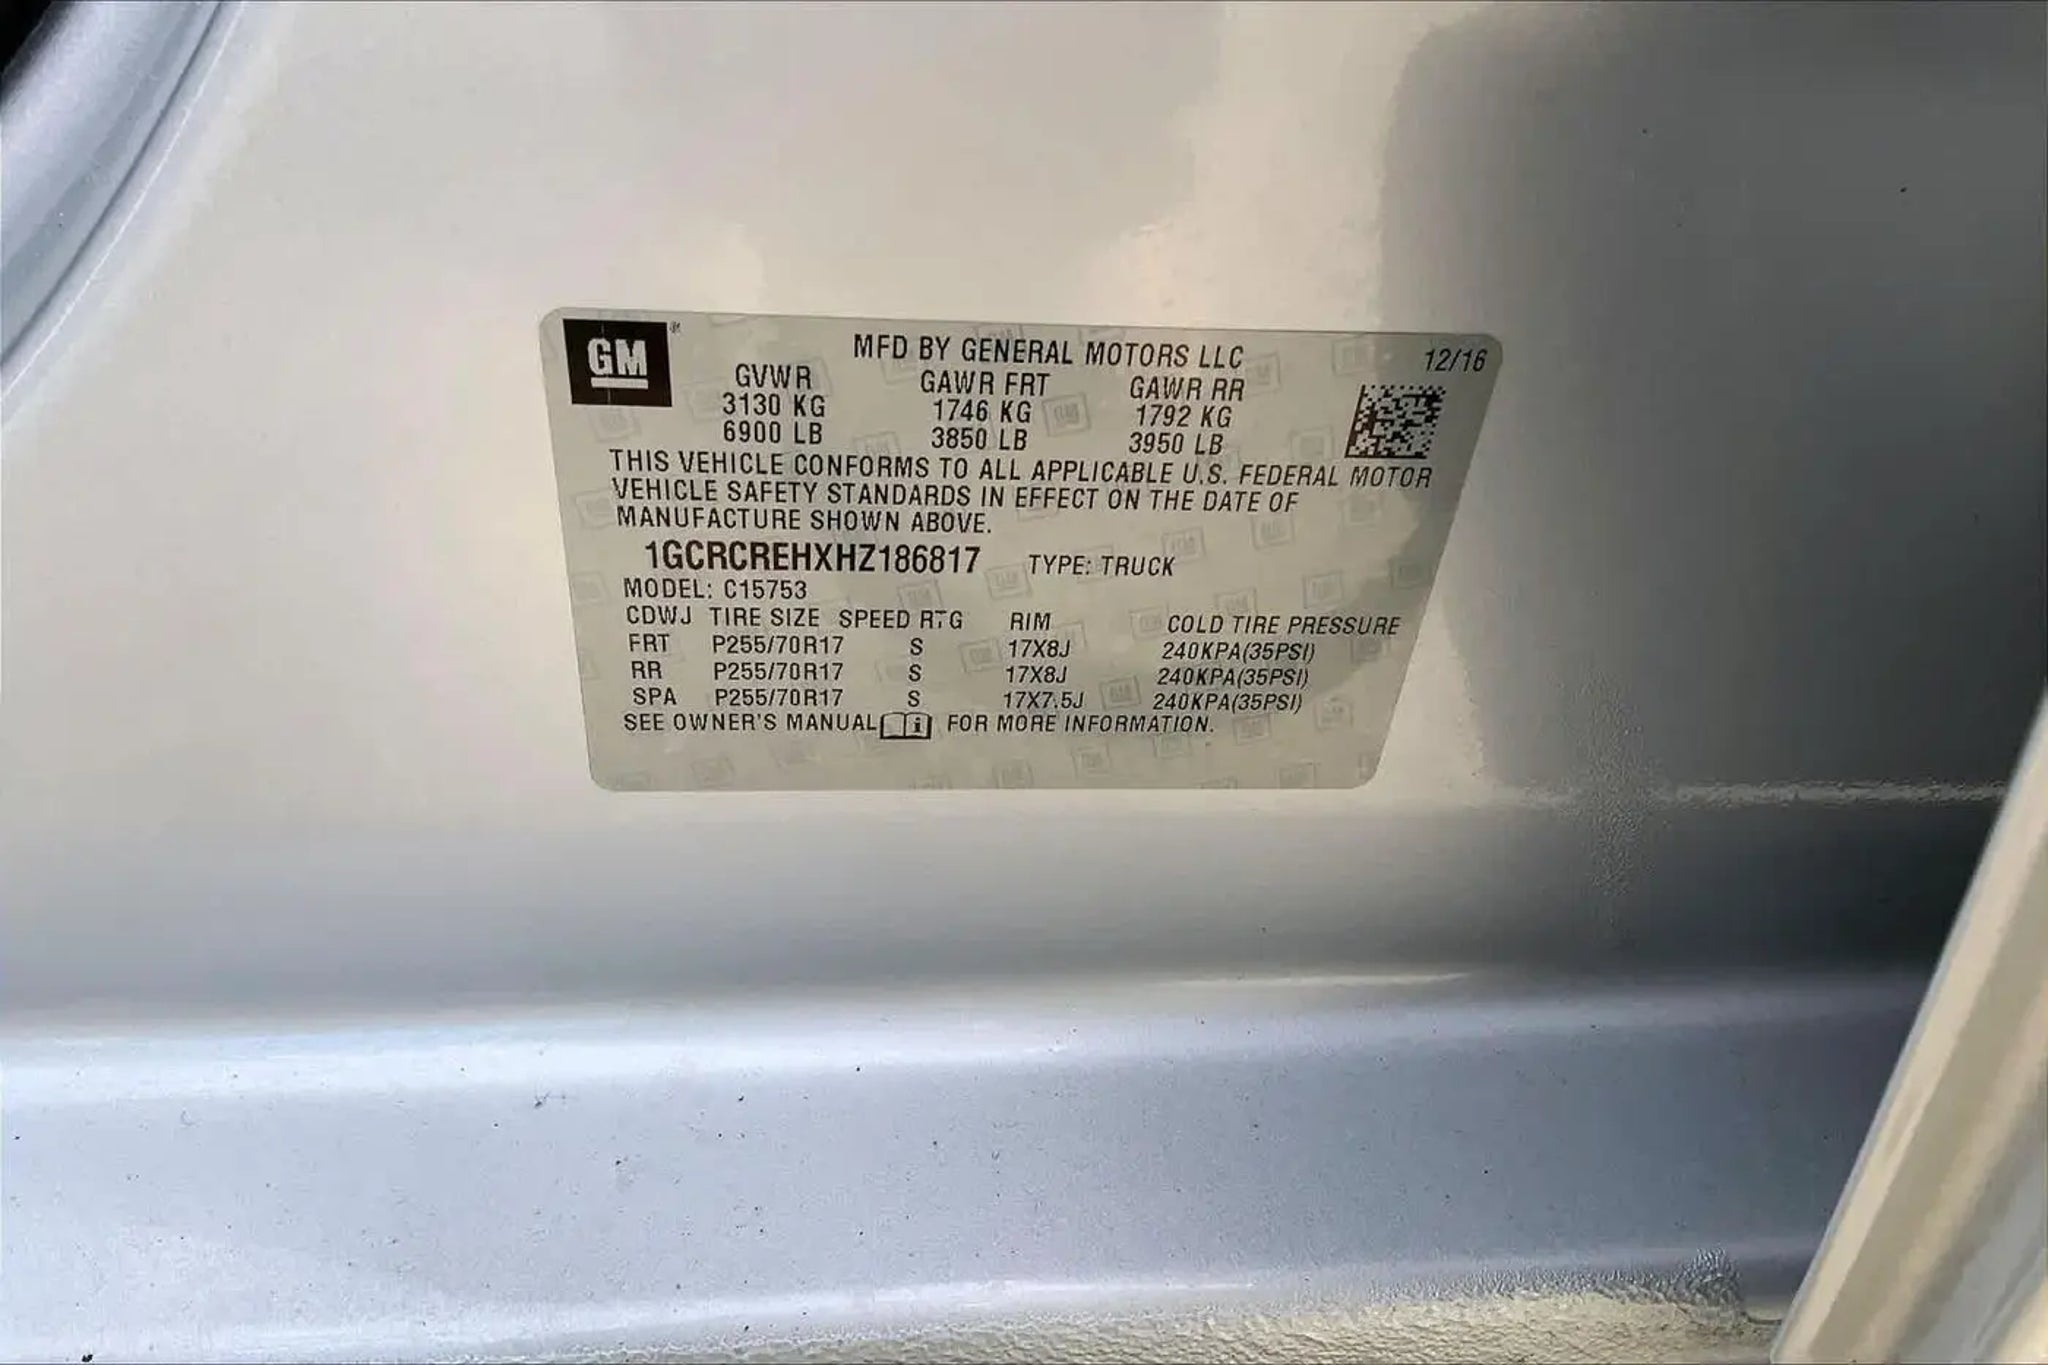 GM
MFD BY GENERAL MOTORS LLC 12/16
GVWR GAWR FRT GAWR RR
3130 KG 1746 KG 1792 KG
6900 LB 3850 LB 3950 LB
THIS VEHICLE CONFORMS TO ALL APPLICABLE U.S. FEDERAL MOTOR
VEHICLE SAFETY STANDARDS IN EFFECT ON THE DATE OF
MANUFACTURE SHOWN ABOVE.
1GCRCREHXHZ186817 TYPE: TRUCK
MODEL: C15753
CDWJ TIRE SIZE SPEED RTG RIM COLD TIRE PRESSURE
FRT P255/70R17 S 17X8J 240KPA(35PSI)
RR P255/70R17 S 17X8J 240KPA(35PSI)
SPA P255/70R17 S 17X7.5J 240KPA(35PSI)
SEE OWNER'S MANUAL FOR MORE INFORMATION.